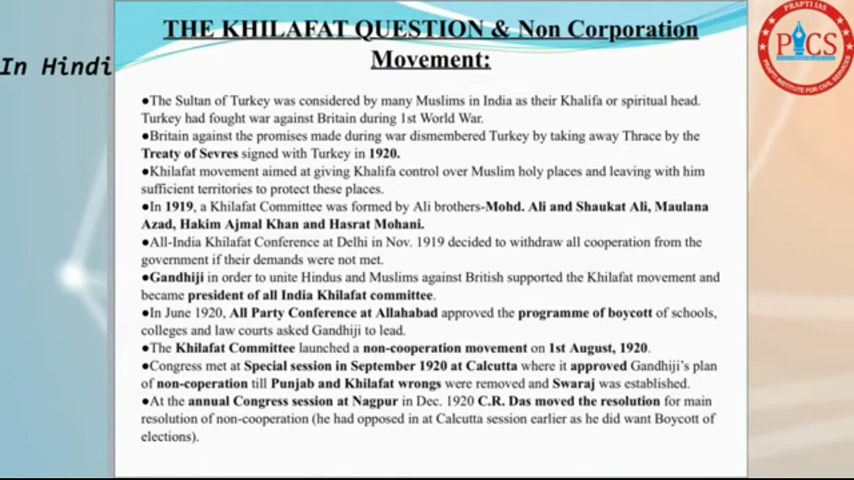 THE KHILAFAT QUESTION & Non Corporation
Movement:
PRAPTI IAS
PICS
PRAPTI INSTITUTE FOR CIVIL SERVICES
In Hindi
●The Sultan of Turkey was considered by many Muslims in India as their Khalifa or spiritual head.
Turkey had fought war against Britain during 1st World War.
●Britain against the promises made during war dismembered Turkey by taking away Thrace by the
Treaty of Sevres signed with Turkey in 1920.
●Khilafat movement aimed at giving Khalifa control over Muslim holy places and leaving with him
sufficient territories to protect these places.
●In 1919, a Khilafat Committee was formed by Ali brothers-Mohd. Ali and Shaukat Ali, Maulana
Azad, Hakim Ajmal Khan and Hasrat Mohani.
●All-India Khilafat Conference at Delhi in Nov. 1919 decided to withdraw all cooperation from the
government if their demands were not met.
●Gandhiji in order to unite Hindus and Muslims against British supported the Khilafat movement and
became president of all India Khilafat committee.
●In June 1920, All Party Conference at Allahabad approved the programme of boycott of schools,
colleges and law courts asked Gandhiji to lead.
●The Khilafat Committee launched a non-cooperation movement on 1st August, 1920.
●Congress met at Special session in September 1920 at Calcutta where it approved Gandhiji's plan
of non-coperation till Punjab and Khilafat wrongs were removed and Swaraj was established.
●At the annual Congress session at Nagpur in Dec. 1920 C.R. Das moved the resolution for main
resolution of non-cooperation (he had opposed in at Calcutta session earlier as he did want Boycott of
elections).